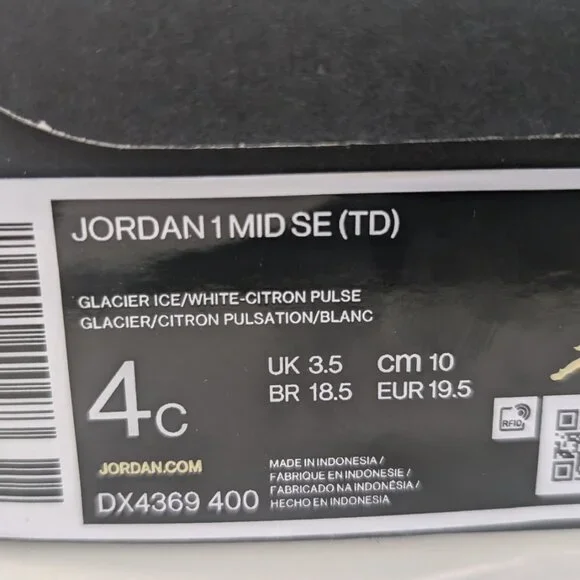 JORDAN 1 MID SE (TD)
GLACIER ICE/WHITE-CITRON PULSE
GLACIER/CITRON PULSATION/BLANC
4C
UK 3.5 cm 10
BR 18.5 EUR 19.5
RFID
JORDAN.COM
DX4369 400
MADE IN INDONESIA /
FABRIQUE EN INDONESIE /
FABRICADO NA INDONÉSIA /
HECHO EN INDONESIA